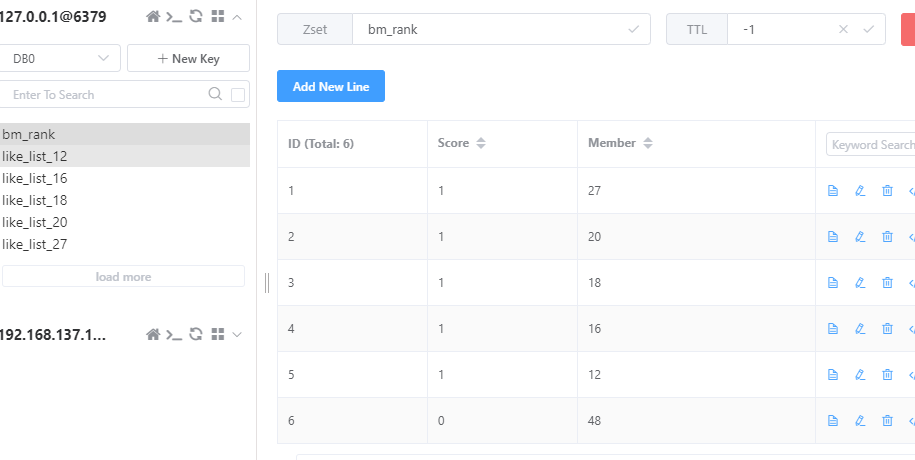 127.0.0.1@6379
DB0
+ New Key
Enter To Search
bm_rank
like_list_12
like_list_16
like_list_18
like_list_20
like_list_27
load more
192.168.137.1...
Zset bm_rank TTL -1
Add New Line
ID (Total: 6) Score Member Keyword Search
1 1 27
2 1 20
3 1 18
4 1 16
5 1 12
6 0 48